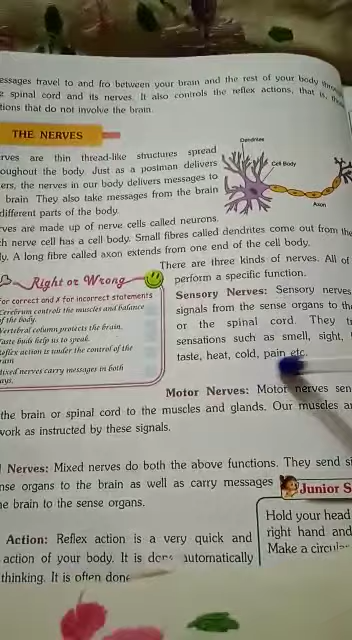 essages travel to and fro between your brain and the rest of your body
spinal cord and its nerves. It also controls the reflex actions, that is,
tions that do not involve the brain.
THE NERVES
rves are thin thread-like structures spread
oughout the body. Just as a postman delivers
ers, the nerves in our body delivers messages to
brain. They also take messages from the brain
different parts of the body.
Dendrites
Cell Body
Axon
rves are made up of nerve cells called neurons.
ch nerve cell has a cell body. Small fibres called dendrites come out from the
y. A long fibre called axon extends from one end of the cell body.
There are three kinds of nerves. All of
perform a specific function.
Sensory Nerves: Sensory nerves
signals from the sense organs to the
or the spinal cord. They
sensations such as smell, sight,
taste, heat, cold, pain etc.
Right or Wrong
for correct and ✗ for incorrect statements
Cerebrum controls the muscles and balance
of the body.
Vertebral column protects the brain.
Taste buds help us to speak.
Reflex action is under the control of the
rain
Mixed nerves carry messages in both
ays.
Motor Nerves: Motor nerves sen
the brain or spinal cord to the muscles and glands. Our muscles
work as instructed by these signals.
Nerves: Mixed nerves do both the above functions. They send
nse organs to the brain as well as carry messages
e brain to the sense organs.
Junior S
Hold your head
right hand and
Make a circular
Action: Reflex action is a very quick and
action of your body. It is done automatically
thinking. It is often done